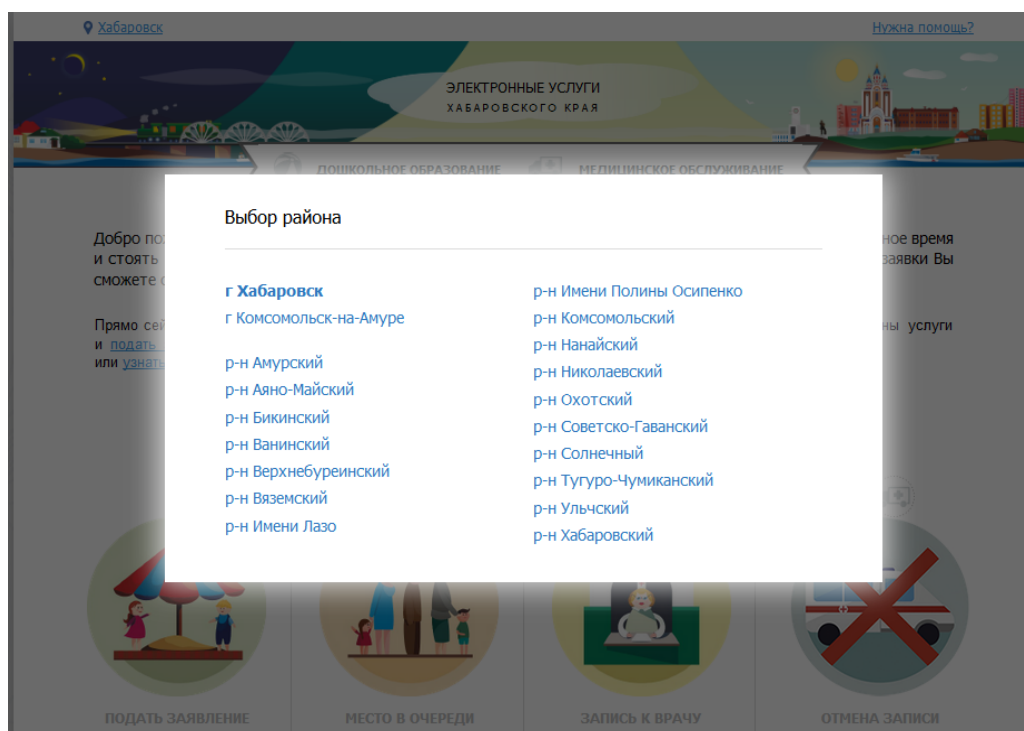 Хабаровск
Нужна помощь?
ЭЛЕКТРОННЫЕ УСЛУГИ
ХАБАРОВСКОГО КРАЯ
ДОШКОЛЬНОЕ ОБРАЗОВАНИЕ
МЕДИЦИНСКОЕ ОБСЛУЖИВАНИЕ
Выбор района
Добро
ное время
и стоять
заявки Вы
сможете
Прямо
ны услуги
и подать
или узнать
г Хабаровск
г Комсомольск-на-Амуре
р-н Амурский
р-н Аяно-Майский
р-н Бикинский
р-н Ванинский
р-н Верхнебуреинский
р-н Вяземский
р-н Имени Лазо
р-н Имени Полины Осипенко
р-н Комсомольский
р-н Нанайский
р-н Николаевский
р-н Охотский
р-н Советско-Гаванский
р-н Солнечный
р-н Тугуро-Чумиканский
р-н Ульчский
р-н Хабаровский
ПОДАТЬ ЗАЯВЛЕНИЕ
МЕСТО В ОЧЕРЕДИ
ЗАПИСЬ К ВРАЧУ
ОТМЕНА ЗАПИСИ